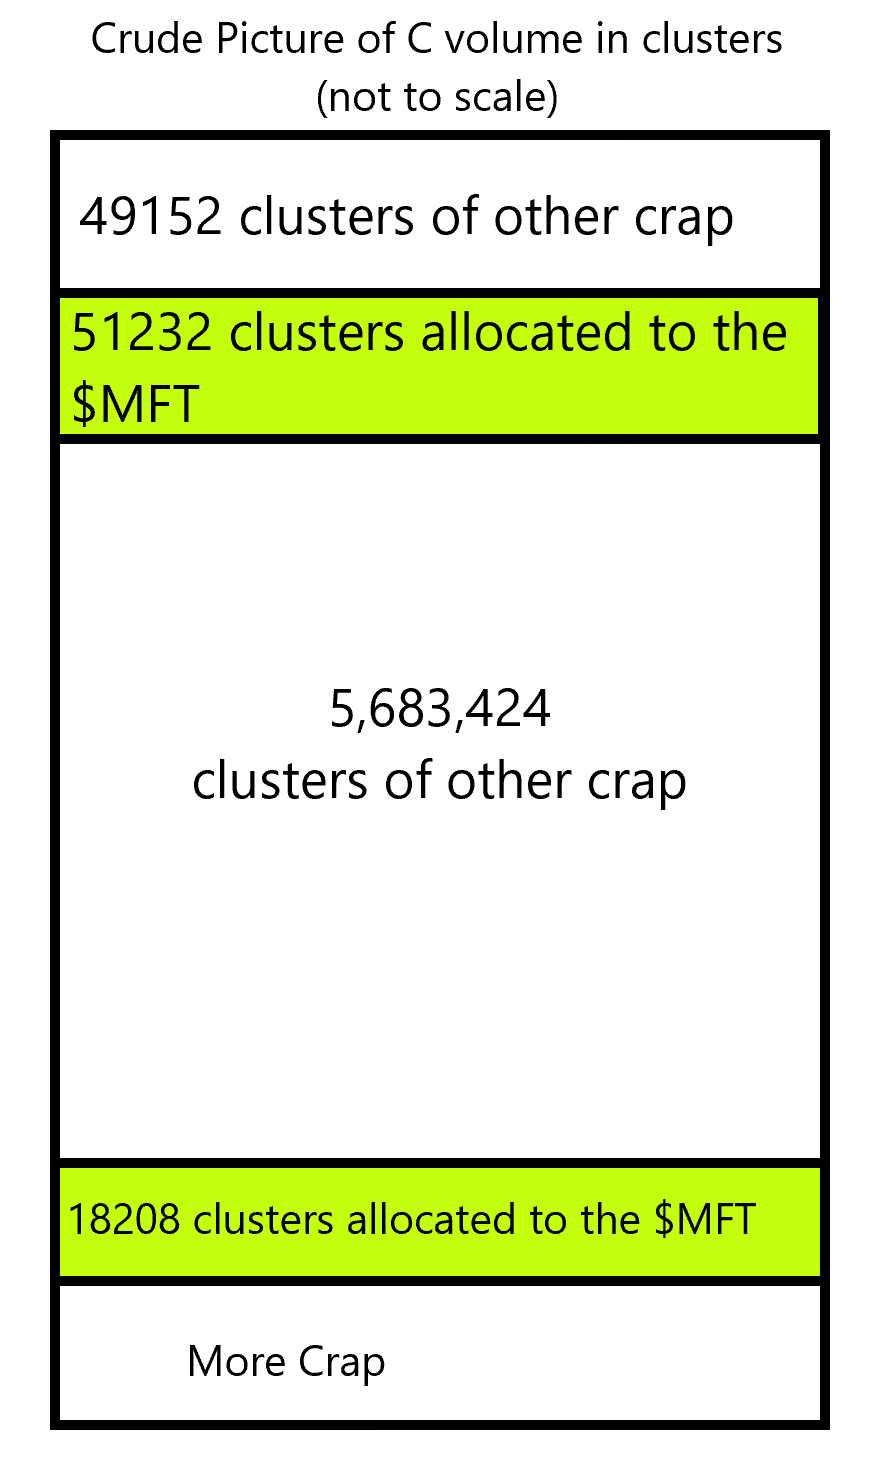 Crude Picture of C volume in clusters
(not to scale)
49152 clusters of other crap
51232 clusters allocated to the
$MFT
5,683,424
clusters of other crap
18208 clusters allocated to the $MFT
More Crap